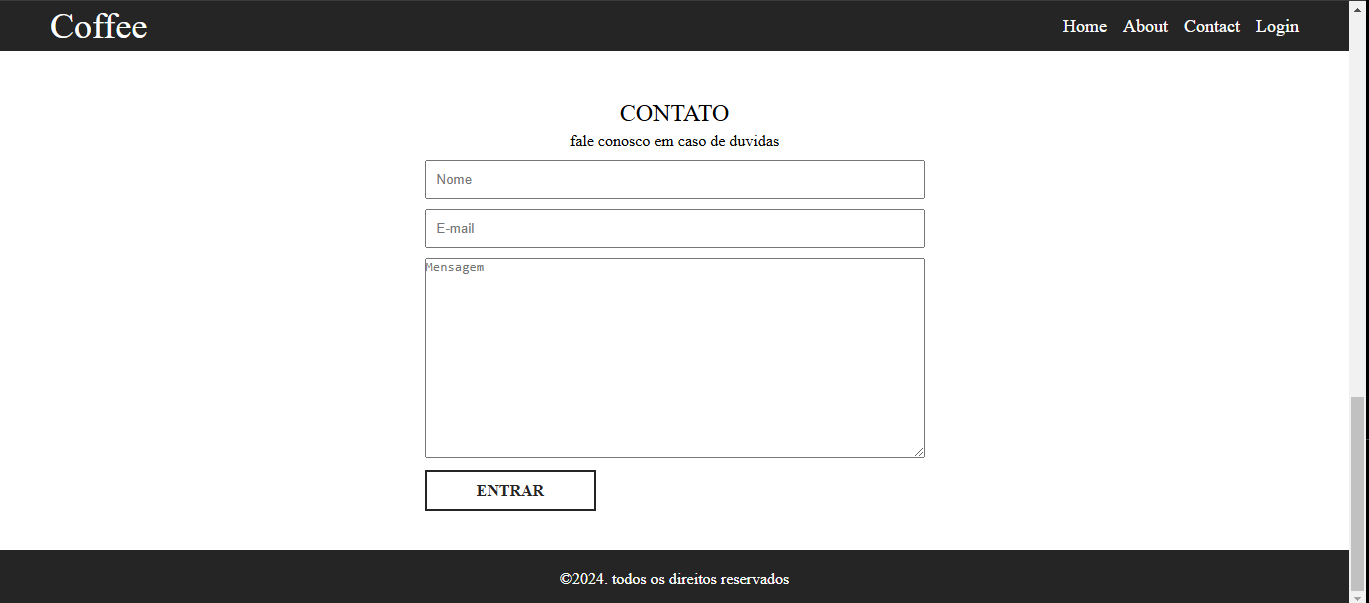 Coffee
Home About Contact Login
CONTATO
fale conosco em caso de duvidas
Nome
E-mail
Mensagem
ENTRAR
©2024. todos os direitos reservados